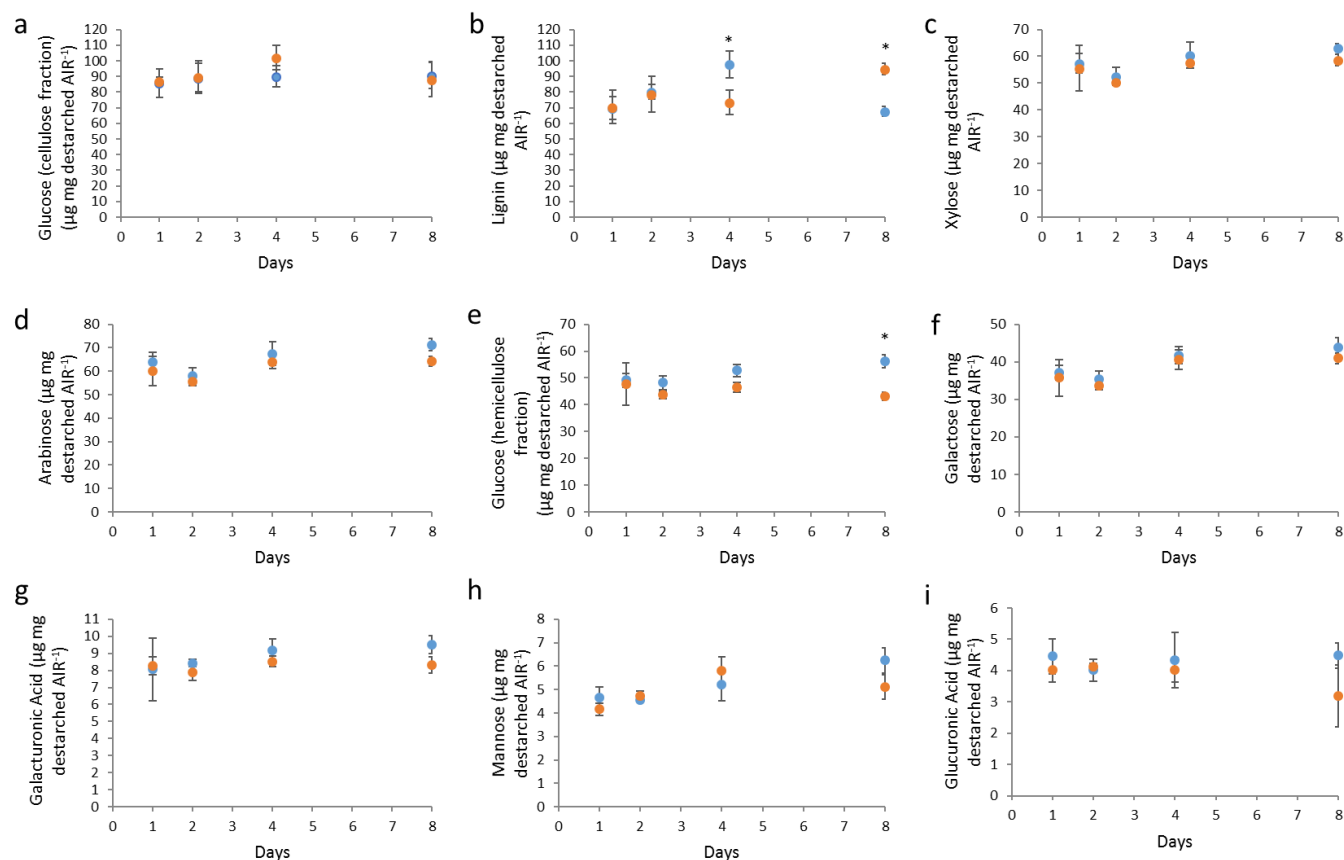 a
Glucose (cellulose fraction)
(µg mg destarched AIR⁻¹)
120
110
100
90
80
70
60
50
40
30
20
10
0
0 1 2 3 4 5 6 7 8
Days
b
Lignin (µg mg destarched
AIR⁻¹)
120
110
100
90
80
70
60
50
40
30
20
10
0
*
*
0 1 2 3 4 5 6 7 8
Days
c
Xylose (µg mg destarched
AIR⁻¹)
70
60
50
40
30
20
10
0
0 1 2 3 4 5 6 7 8
Days
d
Arabinose (µg mg
destarched AIR⁻¹)
80
70
60
50
40
30
20
10
0
0 1 2 3 4 5 6 7 8
Days
e
Glucose (hemicellulose
fraction)
(µg mg destarched AIR⁻¹)
70
60
50
40
30
20
10
0
*
0 1 2 3 4 5 6 7 8
Days
f
Galactose (µg mg
destarched AIR⁻¹)
50
40
30
20
10
0
0 1 2 3 4 5 6 7 8
Days
g
Galacturonic Acid (µg mg
destarched AIR⁻¹)
11
10
9
8
7
6
5
4
3
2
1
0
0 1 2 3 4 5 6 7 8
Days
h
Mannose (µg mg
destarched AIR⁻¹)
8
7
6
5
4
3
2
1
0
0 1 2 3 4 5 6 7 8
Days
i
Glucuronic Acid (µg mg
destarched AIR⁻¹)
6
5
4
3
2
1
0
0 1 2 3 4 5 6 7 8
Days